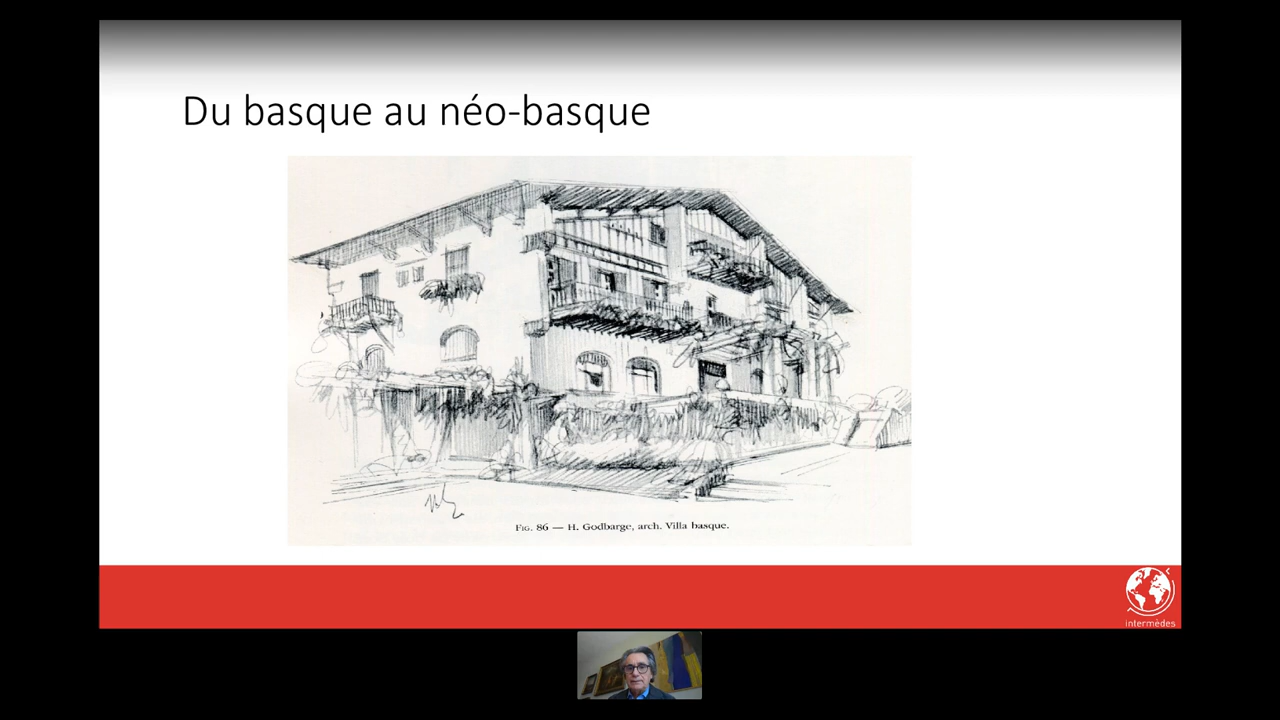 Du basque au néo-basque
Fig. 86 — H. Godbarge, arch. Villa basque.
intermèdes